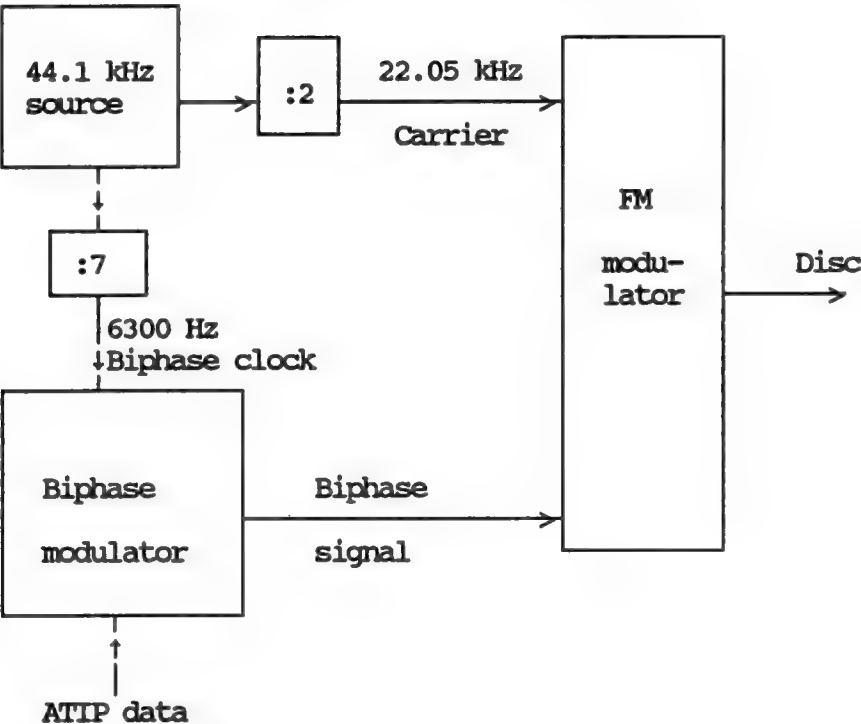 44.1 kHz
source
:2
22.05 kHz
Carrier
FM
modu-
lator
Disc
:7
6300 Hz
Biphase clock
Biphase
modulator
Biphase
signal
ATIP data